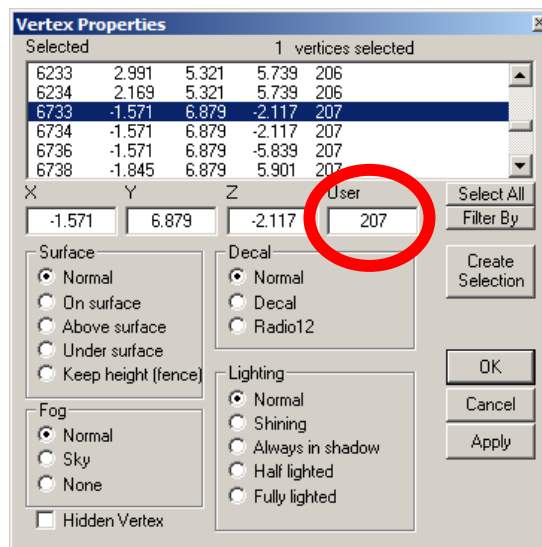 Vertex Properties
Selected 1 vertices selected
6233 2.991 5.321 5.739 206
6234 2.169 5.321 5.739 206
6733 -1.571 6.879 -2.117 207
6734 -1.571 6.879 -2.117 207
6736 -1.571 6.879 -5.839 207
6738 -1.845 6.879 5.901 207
X Y Z User Select All
-1.571 6.879 -2.117 207 Filter By
Surface Decal Create Selection
Normal Normal
On surface Decal
Above surface Radio12
Under surface
Keep height (fence) Lighting OK
Fog Normal Cancel
Normal Shining
Sky Always in shadow Apply
None Half lighted
Fully lighted
Hidden Vertex